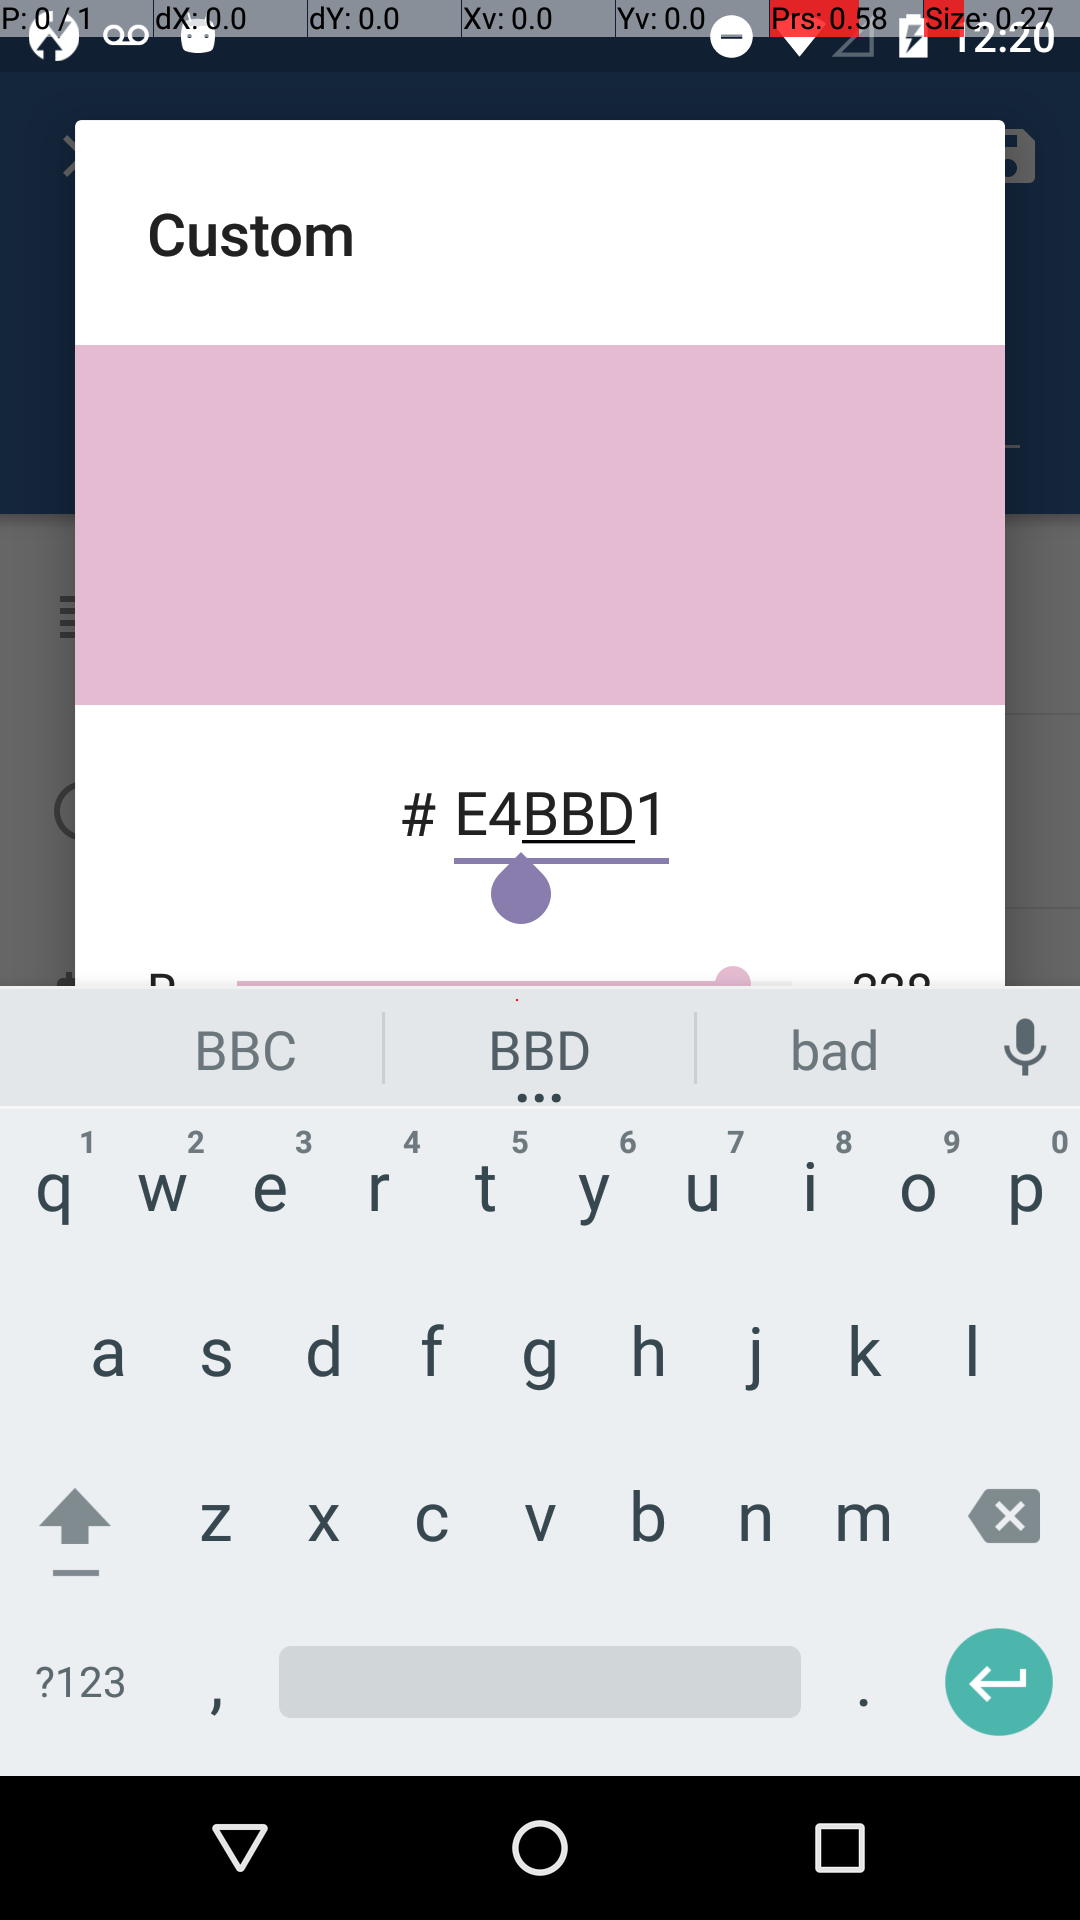 P: 0 / 1 dX: 0.0 dY: 0.0 Xv: 0.0 Yv: 0.0 Prs: 0.58 Size: 0.27
12:20
Custom
# E4BBD1
R 228
BBC BBD bad
1 2 3 4 5 6 7 8 9 0
q w e r t y u i o p
a s d f g h j k l
z x c v b n m
?123 , .